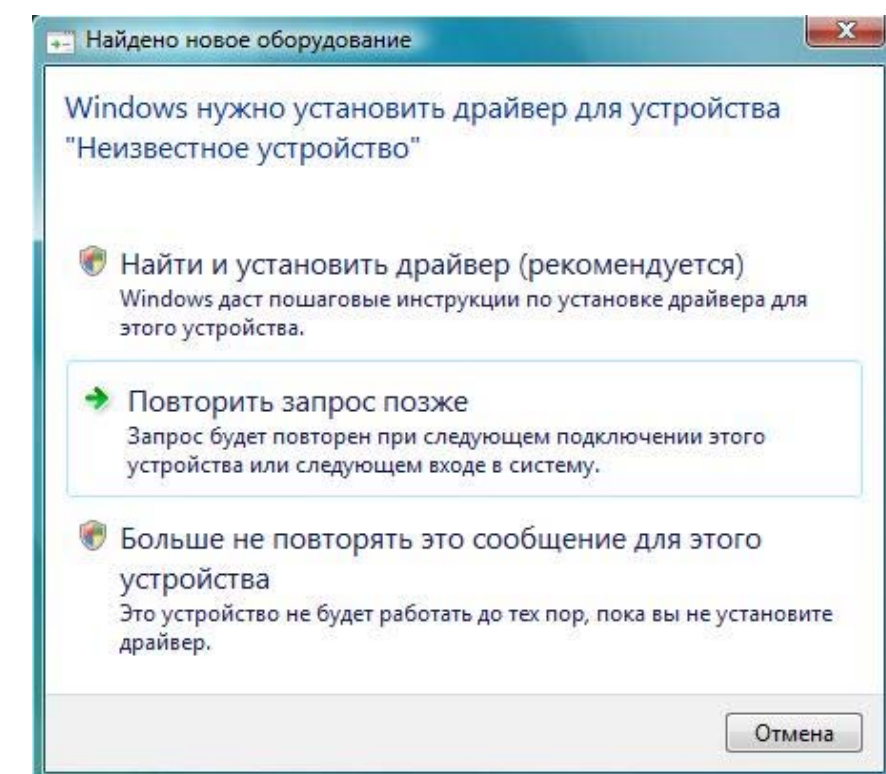 Найдено новое оборудование
Windows нужно установить драйвер для устройства
"Неизвестное устройство"
Найти и установить драйвер (рекомендуется)
Windows даст пошаговые инструкции по установке драйвера для
этого устройства.
Повторить запрос позже
Запрос будет повторен при следующем подключении этого
устройства или следующем входе в систему.
Больше не повторять это сообщение для этого
устройства
Это устройство не будет работать до тех пор, пока вы не установите
драйвер.
Отмена